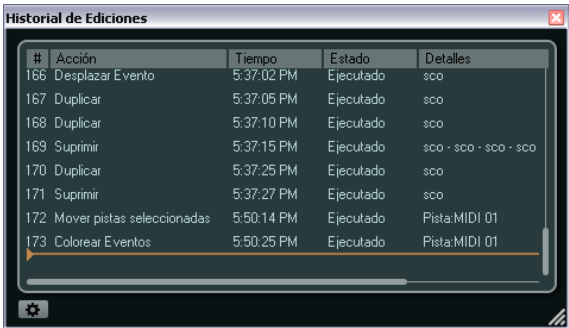 Historial de Ediciones
# Acción Tiempo Estado Detalles
166 Desplazar Evento 5:37:02 PM Ejecutado sco
167 Duplicar 5:37:05 PM Ejecutado sco
168 Duplicar 5:37:10 PM Ejecutado sco
169 Suprimir 5:37:15 PM Ejecutado sco - sco - sco - sco
170 Duplicar 5:37:25 PM Ejecutado sco
171 Suprimir 5:37:27 PM Ejecutado sco
172 Mover pistas seleccionadas 5:50:14 PM Ejecutado Pista:MIDI 01
173 Colorear Eventos 5:50:25 PM Ejecutado Pista:MIDI 01